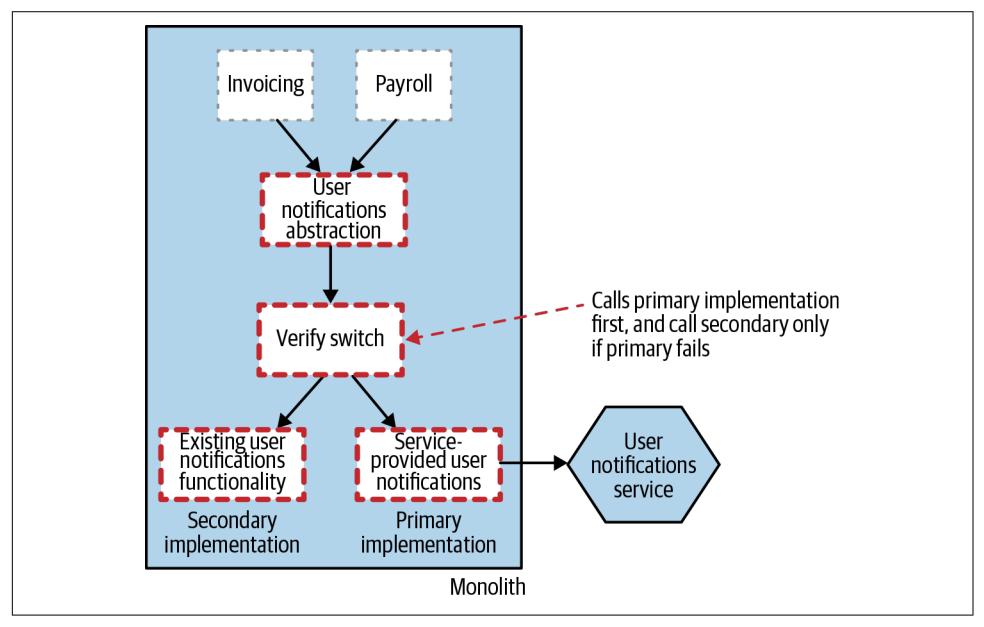 Invoicing
Payroll
User
notifications
abstraction
Verify switch
Calls primary implementation
first, and call secondary only
if primary fails
Existing user
notifications
functionality
Service-
provided user
notifications
User
notifications
service
Secondary
implementation
Primary
implementation
Monolith